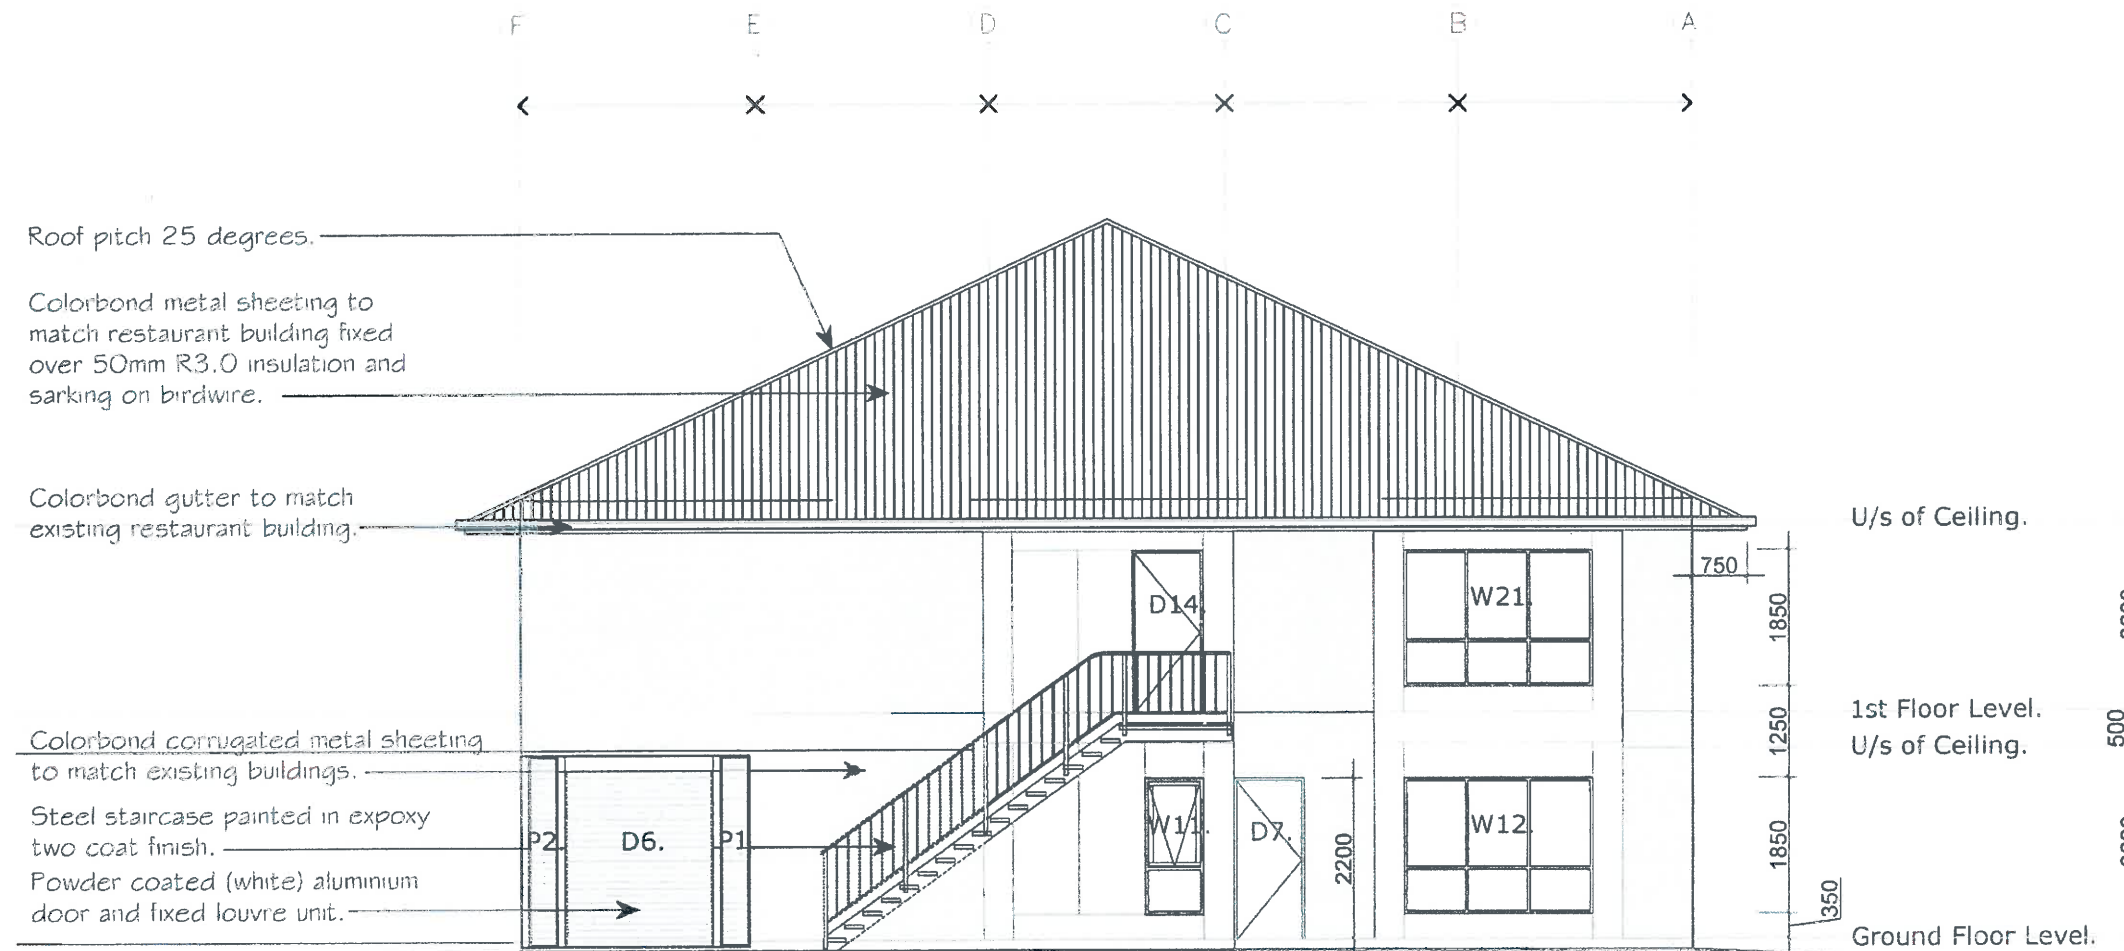 F E D C B A
Roof pitch 25 degrees.
Colorbond metal sheeting to
match restaurant building fixed
over 50mm R3.0 insulation and
sarking on birdwire.
Colorbond gutter to match
existing restaurant building.
U/s of Ceiling.
750
D14.
W21.
1850
1st Floor Level.
1250
U/s of Ceiling.
500
Colorbond corrugated metal sheeting
to match existing buildings.
Steel staircase painted in expoxy
two coat finish.
P2.
D6.
P1
W11.
D7.
2200
W12.
1850
Powder coated (white) aluminium
door and fixed louvre unit.
350
Ground Floor Level.